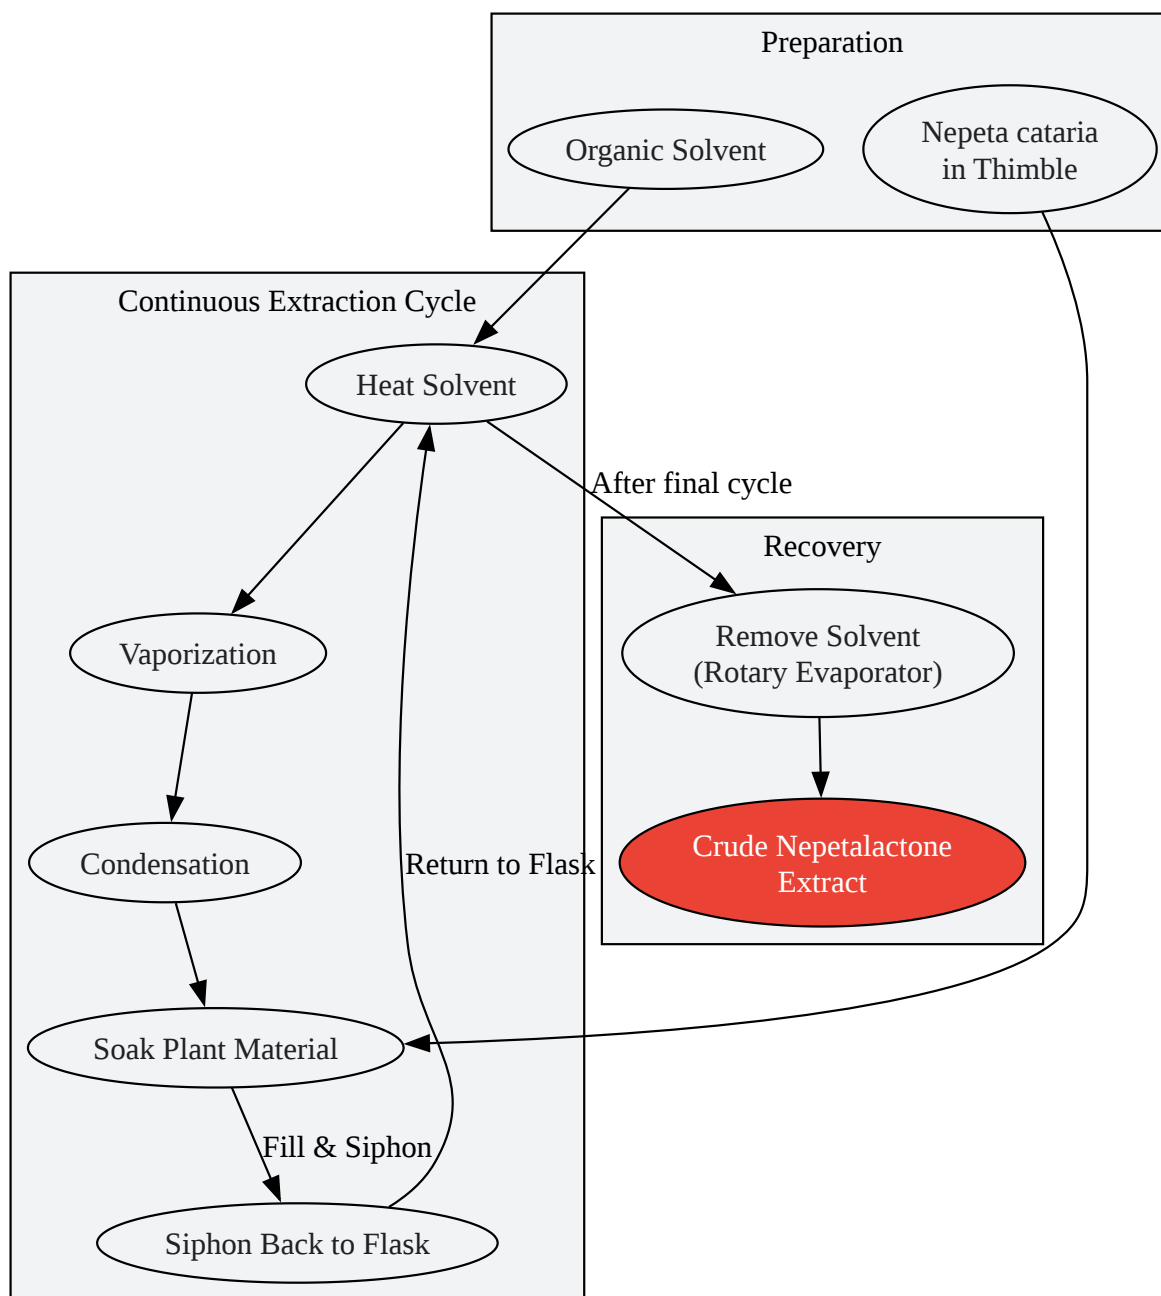 Preparation
Organic Solvent
Nepeta cataria
in Thimble
Continuous Extraction Cycle
Heat Solvent
After final cycle
Recovery
Vaporization
Remove Solvent
(Rotary Evaporator)
Condensation
Return to Flask
Crude Nepetalactone
Extract
Soak Plant Material
Fill & Siphon
Siphon Back to Flask